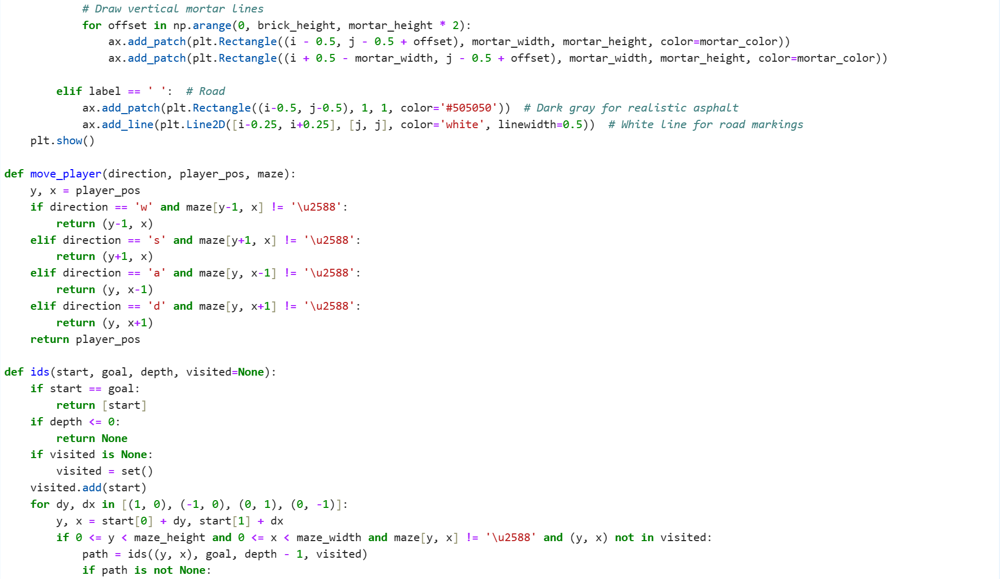 # Draw vertical mortar lines
            for offset in np.arange(0, brick_height, mortar_height * 2):
                ax.add_patch(plt.Rectangle((i - 0.5, j - 0.5 + offset), mortar_width, mortar_height, color=mortar_color))
                ax.add_patch(plt.Rectangle((i + 0.5 - mortar_width, j - 0.5 + offset), mortar_width, mortar_height, color=mortar_color))

        elif label == ' ':  # Road
            ax.add_patch(plt.Rectangle((i-0.5, j-0.5), 1, 1, color='#505050'))  # Dark gray for realistic asphalt
            ax.add_line(plt.Line2D([i-0.25, i+0.25], [j, j], color='white', linewidth=0.5))  # White line for road markings
    plt.show()

def move_player(direction, player_pos, maze):
    y, x = player_pos
    if direction == 'w' and maze[y-1, x] != '\u2588':
        return (y-1, x)
    elif direction == 's' and maze[y+1, x] != '\u2588':
        return (y+1, x)
    elif direction == 'a' and maze[y, x-1] != '\u2588':
        return (y, x-1)
    elif direction == 'd' and maze[y, x+1] != '\u2588':
        return (y, x+1)
    return player_pos

def ids(start, goal, depth, visited=None):
    if start == goal:
        return [start]
    if depth <= 0:
        return None
    if visited is None:
        visited = set()
    visited.add(start)
    for dy, dx in [(1, 0), (-1, 0), (0, 1), (0, -1)]:
        y, x = start[0] + dy, start[1] + dx
        if 0 <= y < maze_height and 0 <= x < maze_width and maze[y, x] != '\u2588' and (y, x) not in visited:
            path = ids((y, x), goal, depth - 1, visited)
            if path is not None: